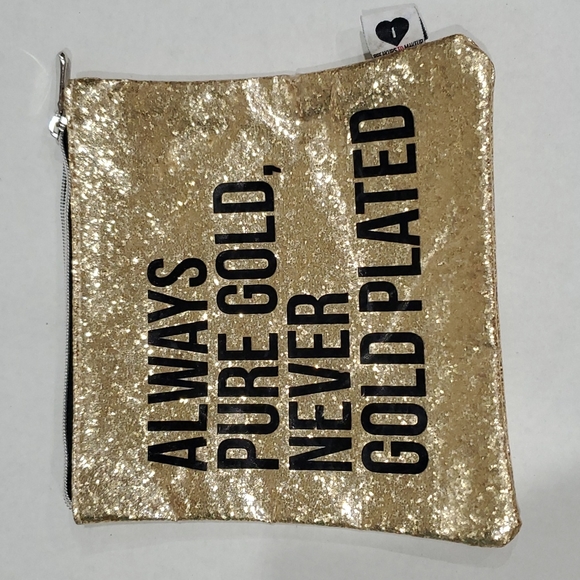 ALWAYS
PURE GOLD,
NEVER
GOLD PLATED